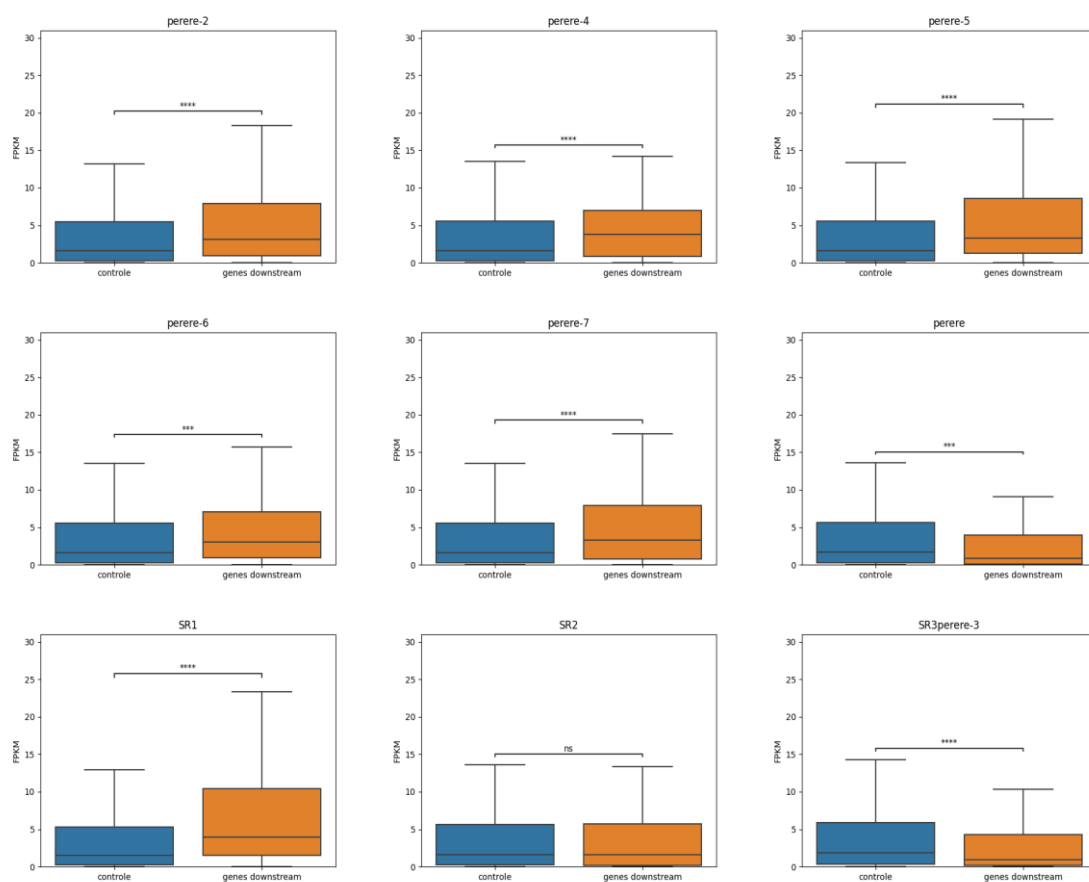 perere-2
30
25
20
15
10
5
0
FPKM
****
controle
genes downstream
perere-4
30
25
20
15
10
5
0
FPKM
****
controle
genes downstream
perere-5
30
25
20
15
10
5
0
FPKM
****
controle
genes downstream
perere-6
30
25
20
15
10
5
0
FPKM
***
controle
genes downstream
perere-7
30
25
20
15
10
5
0
FPKM
****
controle
genes downstream
perere
30
25
20
15
10
5
0
FPKM
***
controle
genes downstream
SR1
30
25
20
15
10
5
0
FPKM
****
controle
genes downstream
SR2
30
25
20
15
10
5
0
FPKM
ns
controle
genes downstream
SR3perere-3
30
25
20
15
10
5
0
FPKM
****
controle
genes downstream